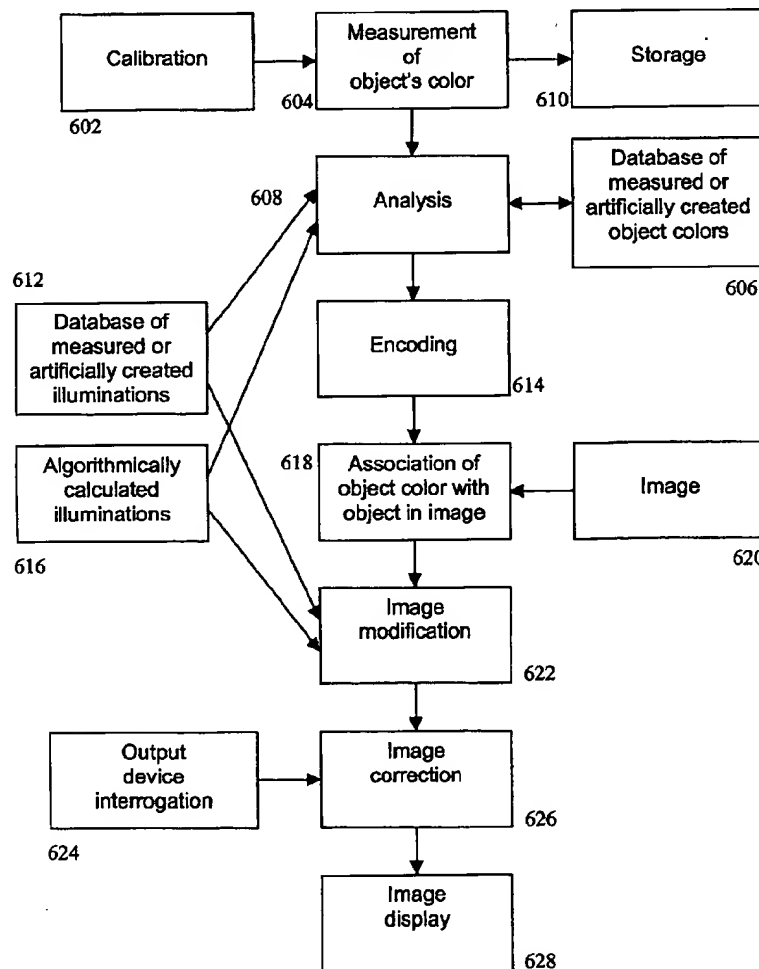 Calibration
602
Measurement
of
object's color
604
Storage
610
Analysis
608
Database of
measured or
artificially created
object colors
606
612
Database of
measured or
artificially created
illuminations
Encoding
614
Algorithmically
calculated
illuminations
616
618
Association of
object color with
object in image
Image
620
Image
modification
622
Output
device
interrogation
624
Image
correction
626
Image
display
628